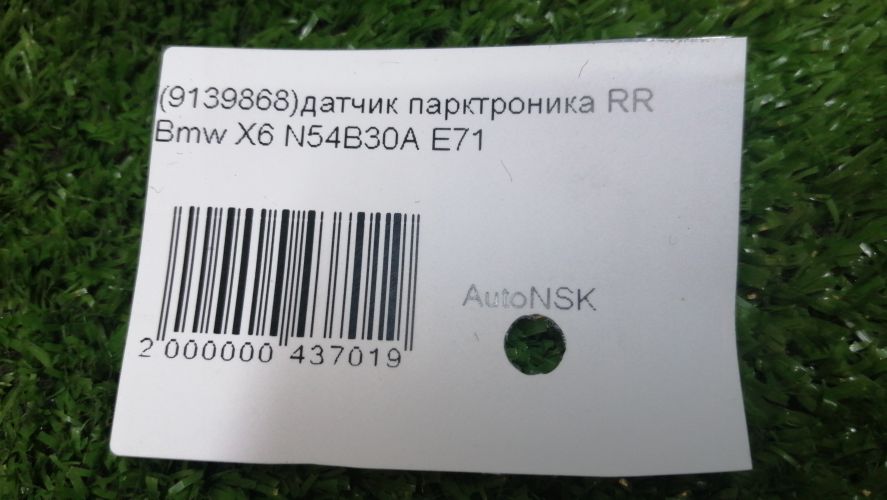 (9139868)датчик парктроника RR
Bmw X6 N54B30A E71
AutoNSK
2 000000 437019